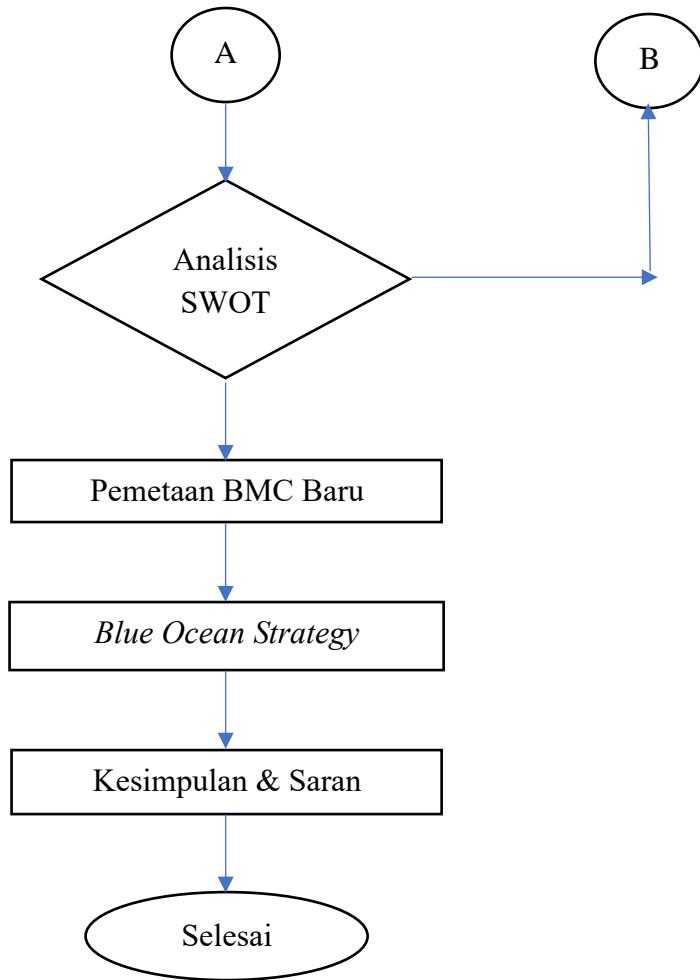 A
B
Analisis
SWOT
Pemetaan BMC Baru
Blue Ocean Strategy
Kesimpulan & Saran
Selesai